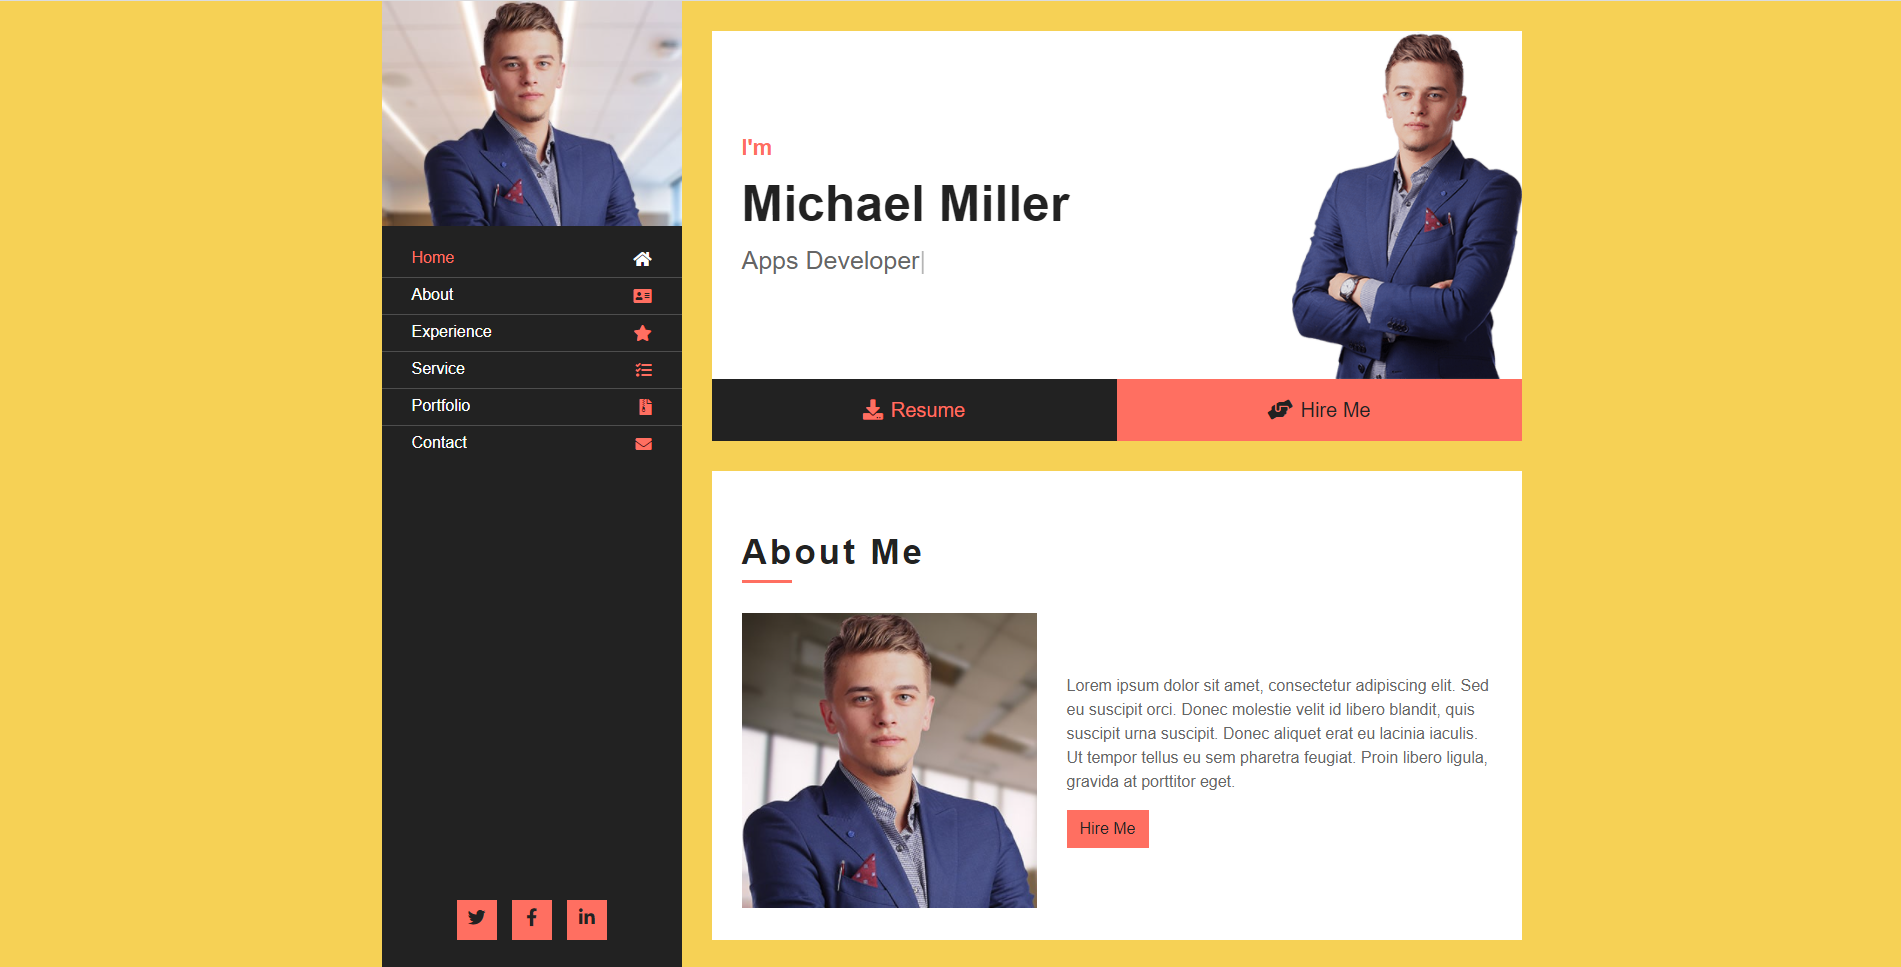 Home
About
Experience
Service
Portfolio
Contact
I'm
Michael Miller
Apps Developer|
Resume
Hire Me
About Me
Lorem ipsum dolor sit amet, consectetur adipiscing elit. Sed
eu suscipit orci. Donec molestie velit id libero blandit, quis
suscipit urna suscipit. Donec aliquet erat eu lacinia iaculis.
Ut tempor tellus eu sem pharetra feugiat. Proin libero ligula,
gravida at porttitor eget.
Hire Me